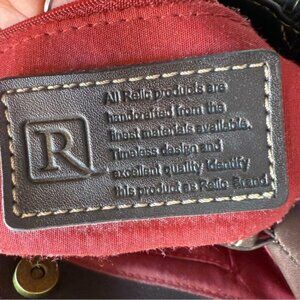 R
All Relic products are
handcrafted from the
finest materials available.
Timeless design and
excellent quality identify
this product as Relic Brand